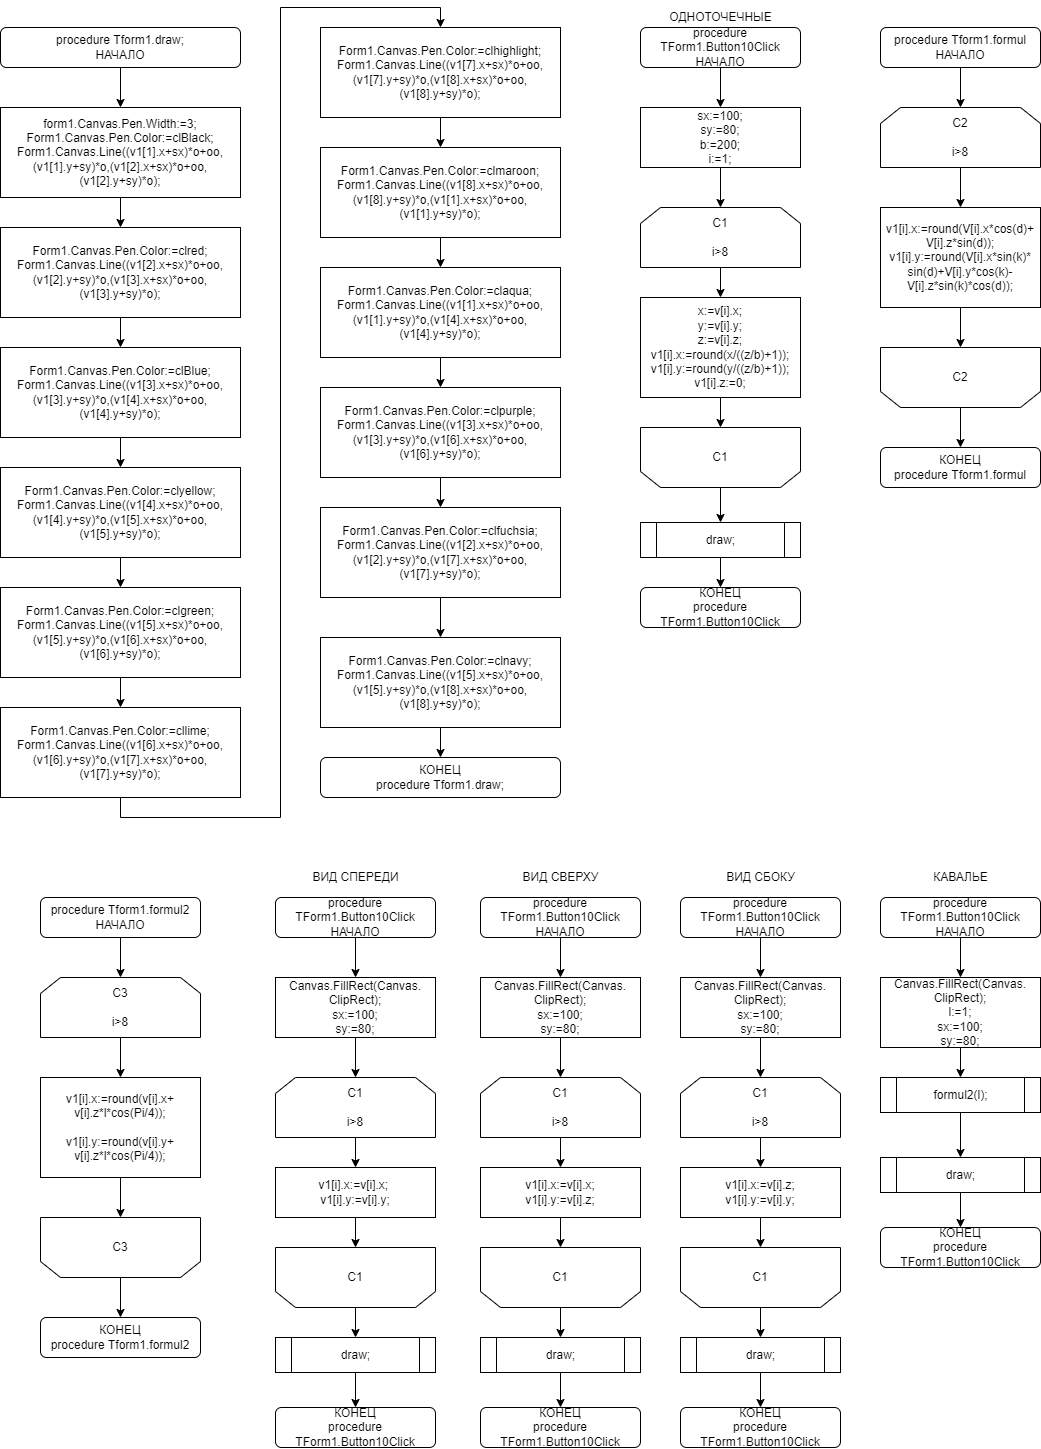 procedure Tform1.draw;
НАЧАЛО
form1.Canvas.Pen.Width:=3;
Form1.Canvas.Pen.Color:=clBlack;
Form1.Canvas.Line((v1[1].x+sx)*o+oo,
(v1[1].y+sy)*o,(v1[2].x+sx)*o+oo,
(v1[2].y+sy)*o);
Form1.Canvas.Pen.Color:=clred;
Form1.Canvas.Line((v1[2].x+sx)*o+oo,
(v1[2].y+sy)*o,(v1[3].x+sx)*o+oo,
(v1[3].y+sy)*o);
Form1.Canvas.Pen.Color:=clBlue;
Form1.Canvas.Line((v1[3].x+sx)*o+oo,
(v1[3].y+sy)*o,(v1[4].x+sx)*o+oo,
(v1[4].y+sy)*o);
Form1.Canvas.Pen.Color:=clyellow;
Form1.Canvas.Line((v1[4].x+sx)*o+oo,
(v1[4].y+sy)*o,(v1[5].x+sx)*o+oo,
(v1[5].y+sy)*o);
Form1.Canvas.Pen.Color:=clgreen;
Form1.Canvas.Line((v1[5].x+sx)*o+oo,
(v1[5].y+sy)*o,(v1[6].x+sx)*o+oo,
(v1[6].y+sy)*o);
Form1.Canvas.Pen.Color:=cllime;
Form1.Canvas.Line((v1[6].x+sx)*o+oo,
(v1[6].y+sy)*o,(v1[7].x+sx)*o+oo,
(v1[7].y+sy)*o);
Form1.Canvas.Pen.Color:=clhighlight;
Form1.Canvas.Line((v1[7].x+sx)*o+oo,
(v1[7].y+sy)*o,(v1[8].x+sx)*o+oo,
(v1[8].y+sy)*o);
Form1.Canvas.Pen.Color:=clmaroon;
Form1.Canvas.Line((v1[8].x+sx)*o+oo,
(v1[8].y+sy)*o,(v1[1].x+sx)*o+oo,
(v1[1].y+sy)*o);
Form1.Canvas.Pen.Color:=claqua;
Form1.Canvas.Line((v1[1].x+sx)*o+oo,
(v1[1].y+sy)*o,(v1[4].x+sx)*o+oo,
(v1[4].y+sy)*o);
Form1.Canvas.Pen.Color:=clpurple;
Form1.Canvas.Line((v1[3].x+sx)*o+oo,
(v1[3].y+sy)*o,(v1[6].x+sx)*o+oo,
(v1[6].y+sy)*o);
Form1.Canvas.Pen.Color:=clfuchsia;
Form1.Canvas.Line((v1[2].x+sx)*o+oo,
(v1[2].y+sy)*o,(v1[7].x+sx)*o+oo,
(v1[7].y+sy)*o);
Form1.Canvas.Pen.Color:=clnavy;
Form1.Canvas.Line((v1[5].x+sx)*o+oo,
(v1[5].y+sy)*o,(v1[8].x+sx)*o+oo,
(v1[8].y+sy)*o);
КОНЕЦ
procedure Tform1.draw;
ОДНОТОЧЕЧНЫЕ
procedure
TForm1.Button10Click
НАЧАЛО
sx:=100;
sy:=80;
b:=200;
i:=1;
C1
i>8
x:=v[i].x;
y:=v[i].y;
z:=v[i].z;
v1[i].x:=round(x/((z/b)+1));
v1[i].y:=round(y/((z/b)+1));
v1[i].z:=0;
C1
draw;
КОНЕЦ
procedure
TForm1.Button10Click
procedure Tform1.formul
НАЧАЛО
C2
i>8
v1[i].x:=round(V[i].x*cos(d)+
V[i].z*sin(d));
v1[i].y:=round(V[i].x*sin(k)*
sin(d)+V[i].y*cos(k)-
V[i].z*sin(k)*cos(d));
C2
КОНЕЦ
procedure Tform1.formul
procedure Tform1.formul2
НАЧАЛО
C3
i>8
v1[i].x:=round(v[i].x+
v[i].z*l*cos(Pi/4));
v1[i].y:=round(v[i].y+
v[i].z*l*cos(Pi/4));
C3
КОНЕЦ
procedure Tform1.formul2
ВИД СПЕРЕДИ
procedure
TForm1.Button10Click
НАЧАЛО
Canvas.FillRect(Canvas.
ClipRect);
sx:=100;
sy:=80;
C1
i>8
v1[i].x:=v[i].x;
v1[i].y:=v[i].y;
C1
draw;
КОНЕЦ
procedure
TForm1.Button10Click
ВИД СВЕРХУ
procedure
TForm1.Button10Click
НАЧАЛО
Canvas.FillRect(Canvas.
ClipRect);
sx:=100;
sy:=80;
C1
i>8
v1[i].x:=v[i].x;
v1[i].y:=v[i].z;
C1
draw;
КОНЕЦ
procedure
TForm1.Button10Click
ВИД СБОКУ
procedure
TForm1.Button10Click
НАЧАЛО
Canvas.FillRect(Canvas.
ClipRect);
sx:=100;
sy:=80;
C1
i>8
v1[i].x:=v[i].z;
v1[i].y:=v[i].y;
C1
draw;
КОНЕЦ
procedure
TForm1.Button10Click
КАВАЛЬЕ
procedure
TForm1.Button10Click
НАЧАЛО
Canvas.FillRect(Canvas.
ClipRect);
l:=1;
sx:=100;
sy:=80;
formul2(l);
draw;
КОНЕЦ
procedure
TForm1.Button10Click